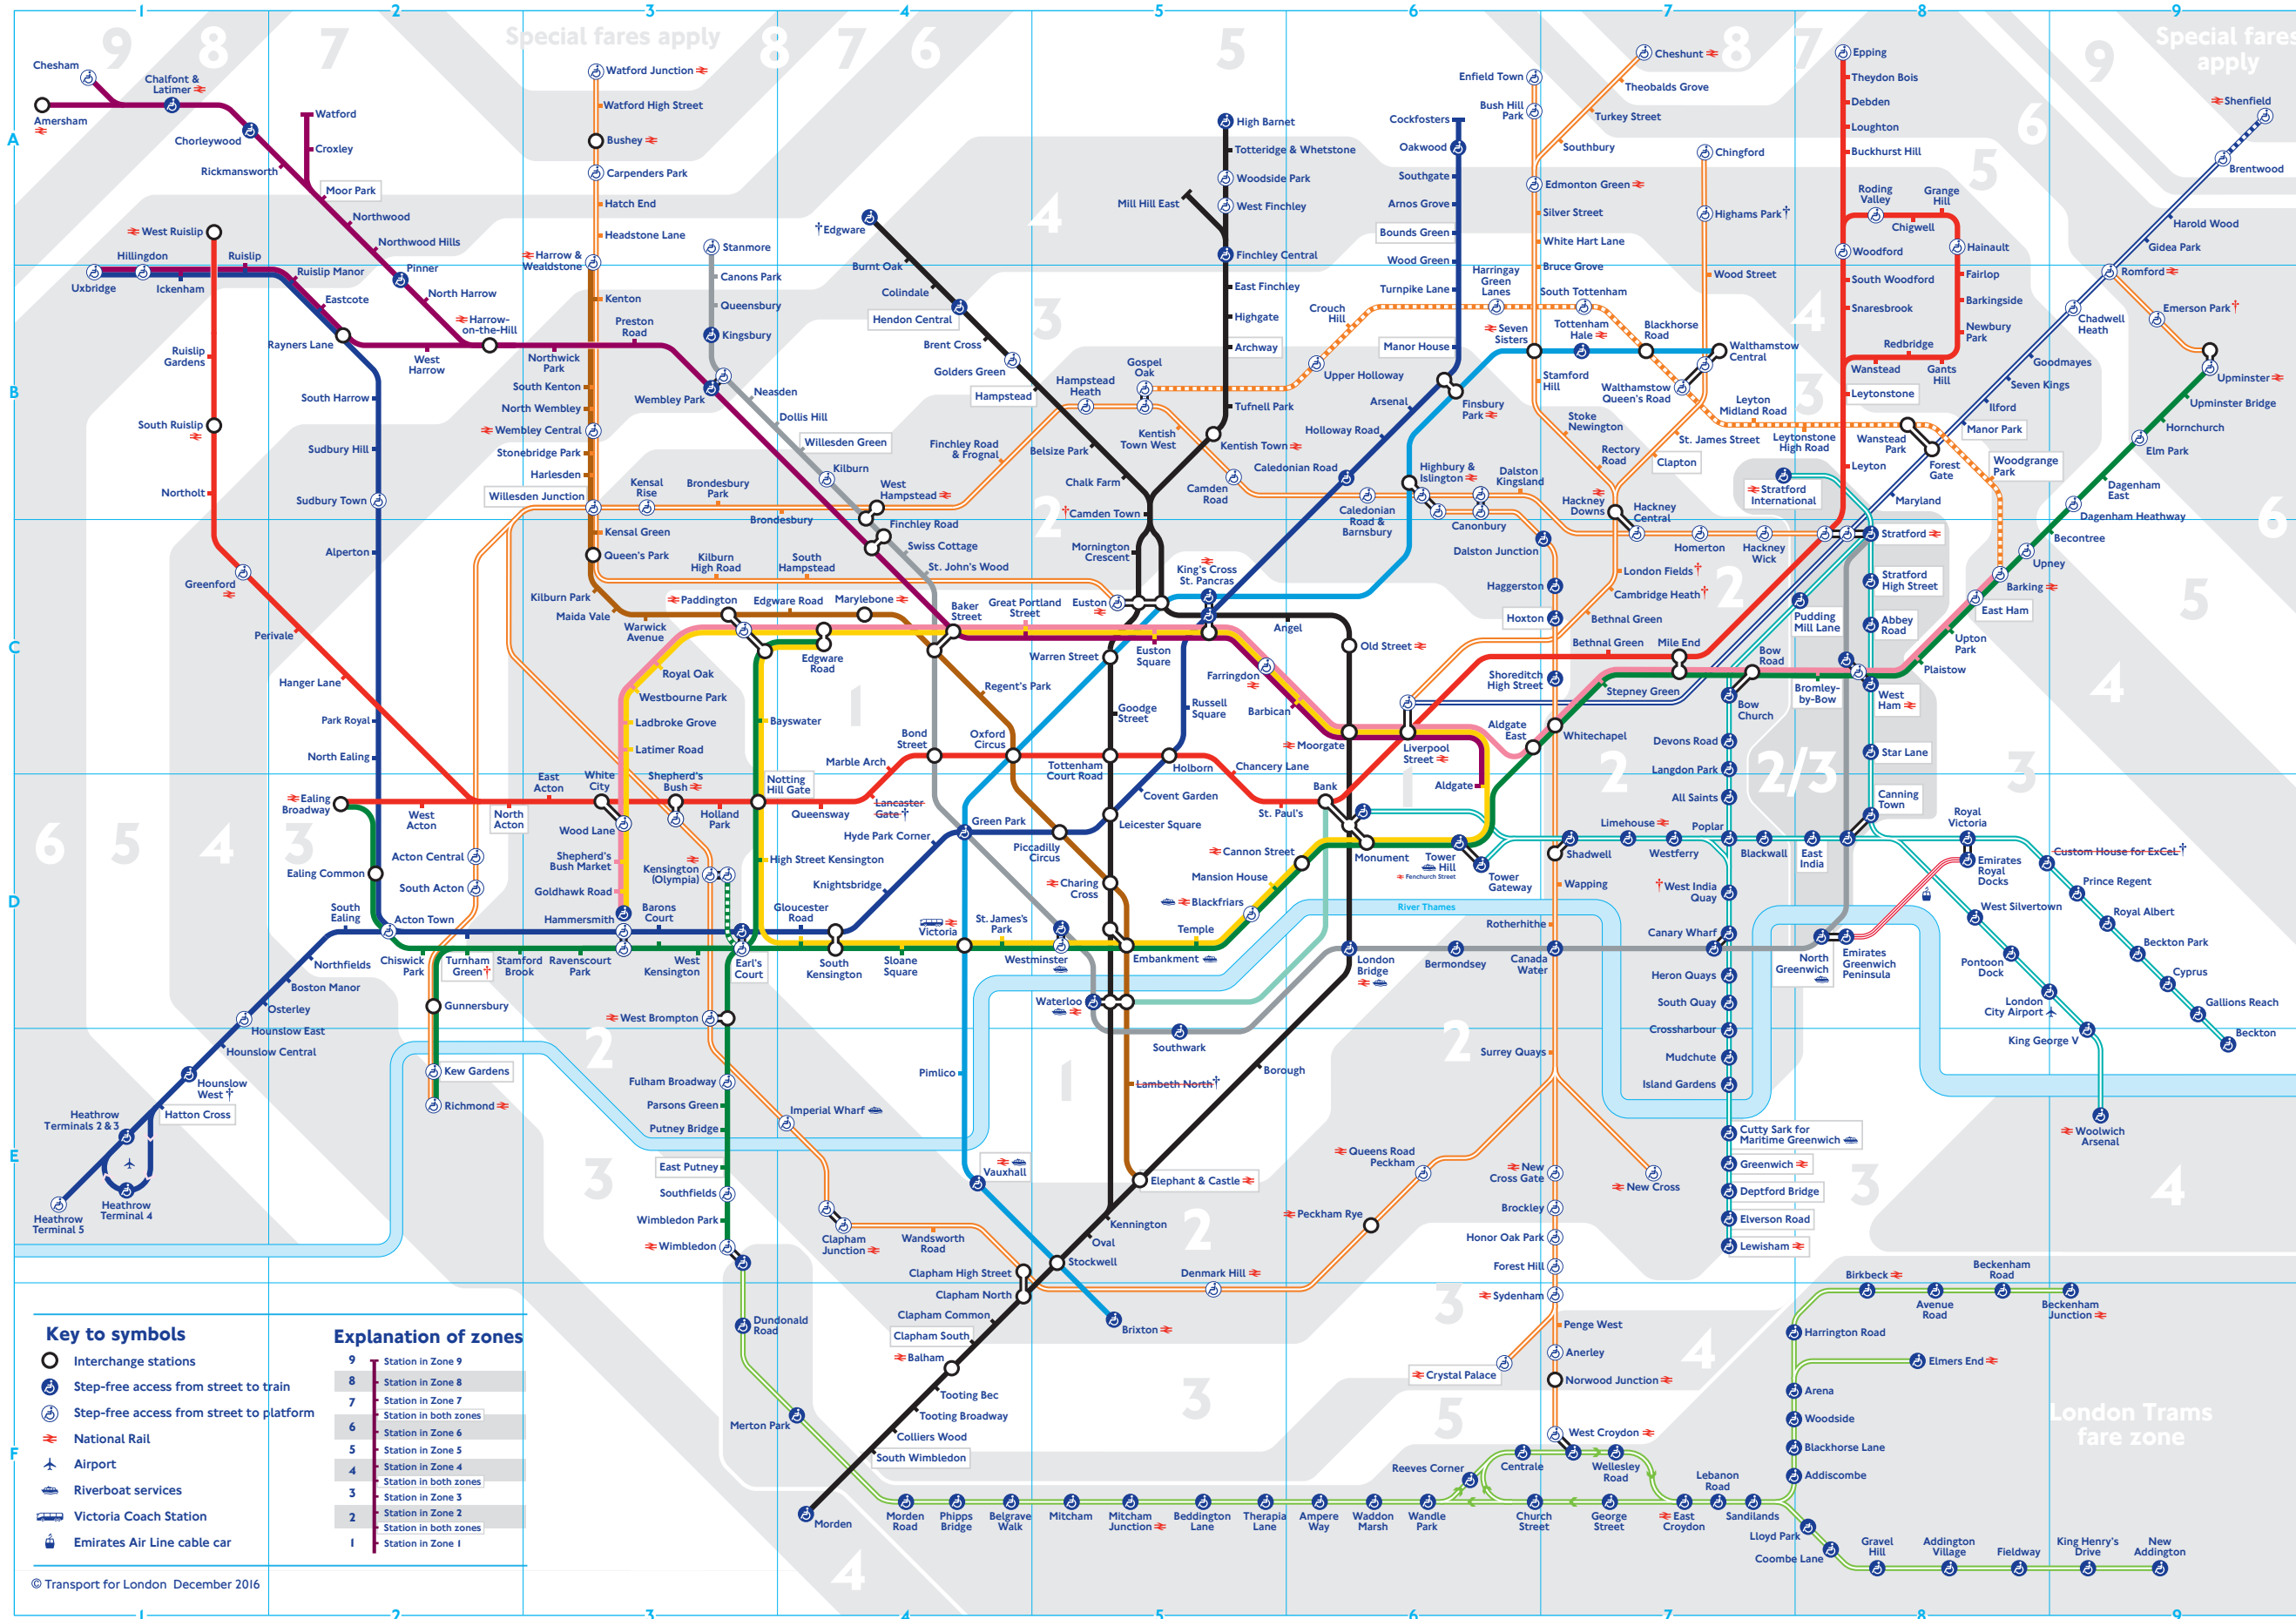 1 2 3 4 5 6 7 8 9
A
B
C
D
E
F
Special fares apply
Special fares
apply
9 8 7 8 7 6 5 8 7 9
Chesham
Chalfont &
Latimer
Amersham
Chorleywood
Rickmansworth
Watford
Croxley
Moor Park
Northwood
Northwood Hills
Pinner
North Harrow
Harrow-
on-the-Hill
West Ruislip
Hillingdon
Ruislip
Uxbridge
Ickenham
Ruislip Manor
Eastcote
Rayners Lane
West
Harrow
Northwick
Park
Preston
Road
Ruislip
Gardens
South Ruislip
Northolt
Greenford
Perivale
Hanger Lane
South Harrow
Sudbury Hill
Sudbury Town
Alperton
Park Royal
North Ealing
Watford Junction
Watford High Street
Bushey
Carpenders Park
Hatch End
Headstone Lane
Harrow &
Wealdstone
Kenton
South Kenton
North Wembley
Wembley Central
Stonebridge Park
Harlesden
Willesden Junction
Kensal Green
Queen's Park
Kilburn Park
Maida Vale
Warwick
Avenue
Stanmore
Canons Park
Queensbury
Kingsbury
Wembley Park
Neasden
Dollis Hill
Willesden Green
Kilburn
West
Hampstead
Finchley Road
Swiss Cottage
St. John's Wood
Kensal
Rise
Brondesbury
Park
Brondesbury
Kilburn
High Road
South
Hampstead
Finchley Road
& Frognal
Hampstead
Heath
Gospel
Oak
Kentish
Town West
Camden
Road
†Edgware
Burnt Oak
Colindale
Hendon Central
Brent Cross
Golders Green
Hampstead
Belsize Park
Chalk Farm
†Camden Town
Mornington
Crescent
High Barnet
Totteridge & Whetstone
Woodside Park
West Finchley
Mill Hill East
Finchley Central
East Finchley
Highgate
Archway
Tufnell Park
Kentish Town
Crouch
Hill
Upper Holloway
Cockfosters
Oakwood
Southgate
Arnos Grove
Bounds Green
Wood Green
Turnpike Lane
Manor House
Arsenal
Holloway Road
Caledonian Road
Finsbury
Park
Harringay
Green
Lanes
South Tottenham
Seven
Sisters
Tottenham
Hale
Blackhorse
Road
Walthamstow
Central
Walthamstow
Queen's Road
Enfield Town
Bush Hill
Park
Edmonton Green
Silver Street
White Hart Lane
Bruce Grove
Stamford
Hill
Stoke
Newington
Rectory
Road
Hackney
Downs
Hackney
Central
Cheshunt
Theobalds Grove
Turkey Street
Southbury
Chingford
Highams Park†
Wood Street
St. James Street
Clapton
Leyton
Midland Road
Leytonstone
High Road
Epping
Theydon Bois
Debden
Loughton
Buckhurst Hill
Roding
Valley
Grange
Hill
Chigwell
Woodford
Hainault
South Woodford
Fairlop
Snaresbrook
Barkingside
Newbury
Park
Redbridge
Wanstead
Gants
Hill
Leytonstone
Leyton
Wanstead
Park
Forest
Gate
Woodgrange
Park
Maryland
Manor Park
Ilford
Seven Kings
Goodmayes
Chadwell
Heath
Romford
Gidea Park
Harold Wood
Brentwood
Shenfield
Emerson Park†
Upminster
Upminster Bridge
Hornchurch
Elm Park
Dagenham
East
Dagenham Heathway
Becontree
Upney
Barking
East Ham
Upton
Park
Plaistow
Highbury &
Islington
Caledonian
Road &
Barnsbury
Canonbury
Dalston
Kingsland
Dalston Junction
Haggerston
Hoxton
Shoreditch
High Street
Homerton
Hackney
Wick
London Fields†
Cambridge Heath†
Bethnal Green
Bethnal Green
Mile End
Stepney Green
Stratford
International
Stratford
Stratford
High Street
Pudding
Mill Lane
Abbey
Road
West
Ham
Bow
Road
Bow
Church
Bromley-
by-Bow
Star Lane
Canning
Town
Paddington
Edgware Road
Marylebone
Edgware
Road
Baker
Street
Great Portland
Street
Euston
King's Cross
St. Pancras
Euston
Square
Warren Street
Angel
Old Street
Farringdon
Barbican
Moorgate
Liverpool
Street
Aldgate
East
Aldgate
Whitechapel
Royal Oak
Westbourne Park
Ladbroke Grove
Latimer Road
White
City
Wood Lane
Shepherd's
Bush Market
Goldhawk Road
Hammersmith
Bayswater
Notting
Hill Gate
High Street Kensington
Regent's Park
Goodge
Street
Russell
Square
Bond
Street
Oxford
Circus
Marble Arch
Lancaster
Gate†
Queensway
Holland
Park
Shepherd's
Bush
East
Acton
North
Acton
West
Acton
Ealing
Broadway
Tottenham
Court Road
Holborn
Chancery Lane
St. Paul's
Bank
Covent Garden
Leicester Square
Piccadilly
Circus
Green Park
Hyde Park Corner
Knightsbridge
Charing
Cross
Embankment
Cannon Street
Mansion House
Blackfriars
Temple
Monument
Tower
Hill
Fenchurch Street
Tower
Gateway
Ealing Common
South
Ealing
Acton Town
Acton Central
South Acton
Northfields
Boston Manor
Osterley
Hounslow East
Hounslow Central
Hounslow
West†
Hatton Cross
Heathrow
Terminals 2 & 3
Heathrow
Terminal 4
Heathrow
Terminal 5
Chiswick
Park
Turnham
Green†
Stamford
Brook
Ravenscourt
Park
Barons
Court
West
Kensington
Earl's
Court
Kensington
(Olympia)
Gloucester
Road
South
Kensington
Sloane
Square
Victoria
St. James's
Park
Westminster
Gunnersbury
Kew Gardens
Richmond
West Brompton
Fulham Broadway
Parsons Green
Putney Bridge
East Putney
Southfields
Wimbledon Park
Wimbledon
Imperial Wharf
Clapham
Junction
Wandsworth
Road
Clapham High Street
Clapham North
Clapham Common
Clapham South
Balham
Tooting Bec
Tooting Broadway
Colliers Wood
South Wimbledon
Morden
Pimlico
Vauxhall
Stockwell
Brixton
Oval
Kennington
Elephant & Castle
Lambeth North†
Borough
Waterloo
Southwark
London
Bridge
Bermondsey
Canada
Water
River Thames
Limehouse
Shadwell
Westferry
Poplar
Blackwall
East
India
Devons Road
Langdon Park
All Saints
†West India
Quay
Canary Wharf
Heron Quays
South Quay
Crossharbour
Mudchute
Island Gardens
Cutty Sark for
Maritime Greenwich
Greenwich
Deptford Bridge
Elverson Road
Lewisham
North
Greenwich
Emirates
Greenwich
Peninsula
Royal
Victoria
Emirates
Royal
Docks
Custom House for ExCeL†
Prince Regent
Royal Albert
Beckton Park
Cyprus
Gallions Reach
Beckton
West Silvertown
Pontoon
Dock
London
City Airport
King George V
Woolwich
Arsenal
Wapping
Rotherhithe
Surrey Quays
Queens Road
Peckham
Peckham Rye
Denmark Hill
New
Cross Gate
New Cross
Brockley
Honor Oak Park
Forest Hill
Sydenham
Crystal Palace
Penge West
Anerley
Norwood Junction
West Croydon
Dundonald
Road
Merton Park
Morden
Road
Phipps
Bridge
Belgrave
Walk
Mitcham
Mitcham
Junction
Beddington
Lane
Therapia
Lane
Ampere
Way
Waddon
Marsh
Wandle
Park
Reeves Corner
Centrale
Wellesley
Road
Church
Street
George
Street
East
Croydon
Lebanon
Road
Sandilands
Lloyd Park
Coombe Lane
Gravel
Hill
Addington
Village
Fieldway
King Henry's
Drive
New
Addington
Addiscombe
Blackhorse Lane
Woodside
Arena
Elmers End
Harrington Road
Birkbeck
Avenue
Road
Beckenham
Road
Beckenham
Junction
London Trams
fare zone
2/3
Key to symbols
Interchange stations
Step-free access from street to train
Step-free access from street to platform
National Rail
Airport
Riverboat services
Victoria Coach Station
Emirates Air Line cable car
Explanation of zones
9 Station in Zone 9
8 Station in Zone 8
7 Station in Zone 7
Station in both zones
6 Station in Zone 6
5 Station in Zone 5
4 Station in Zone 4
Station in both zones
3 Station in Zone 3
2 Station in Zone 2
Station in both zones
1 Station in Zone 1
© Transport for London December 2016
1 2 3 4 5 6 7 8 9